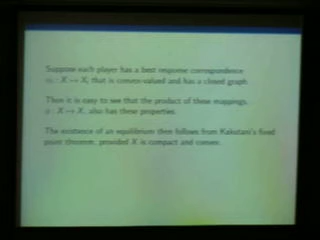 Suppose each player has a best response correspondence
: X ↦ X, that is convex-valued and has a closed graph.
Then it is easy to see that the product of these mappings,
: X ↦ X, also has these properties.
The existence of an equilibrium then follows from Kakutani's fixed
point theorem, provided X is compact and convex.